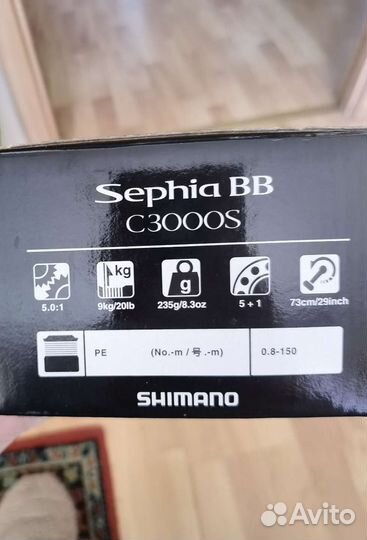 Sephia BB
C3000S
kg
g
5.0:1
9kg/20lb
235g/8.3oz
5 + 1
73cm/29inch
PE (No.-m / 号.-m) 0.8-150
SHIMANO
Avito